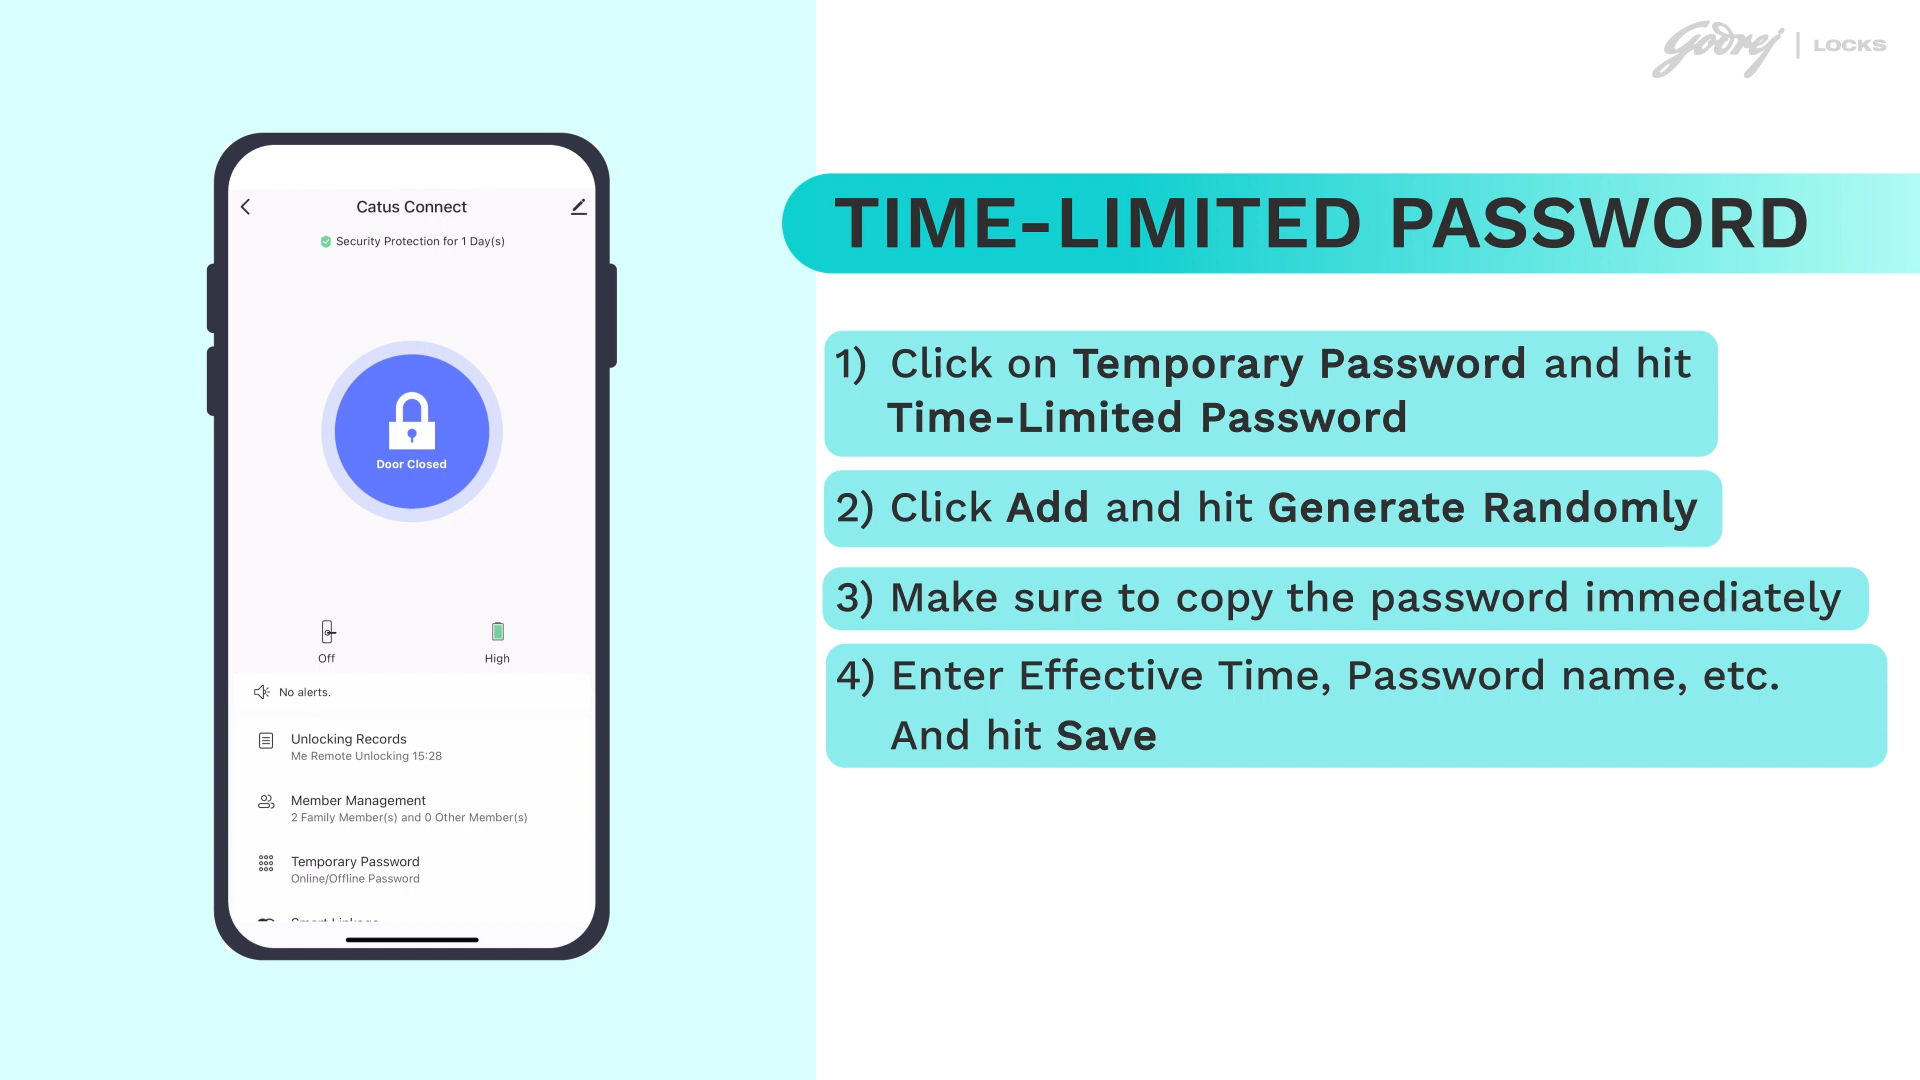 Godrej | LOCKS
Catus Connect
Security Protection for 1 Day(s)
Door Closed
Off
High
No alerts.
Unlocking Records
Me Remote Unlocking 15:28
Member Management
2 Family Member(s) and 0 Other Member(s)
Temporary Password
Online/Offline Password
Smart Linkage
TIME-LIMITED PASSWORD
1) Click on Temporary Password and hit
Time-Limited Password
2) Click Add and hit Generate Randomly
3) Make sure to copy the password immediately
4) Enter Effective Time, Password name, etc.
And hit Save